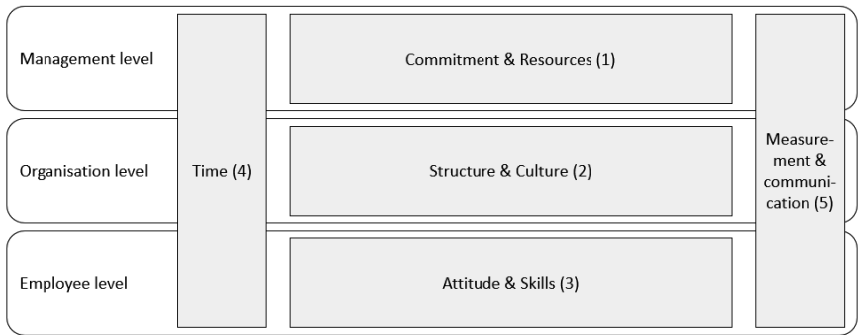 Management level
Commitment & Resources (1)
Organisation level
Time (4)
Structure & Culture (2)
Measure-
ment &
communi-
cation (5)
Employee level
Attitude & Skills (3)